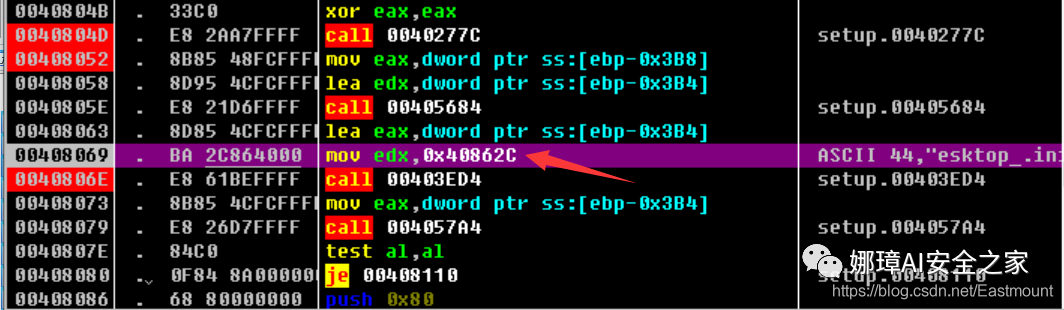 0040804B . 33C0 xor eax,eax
0040804D . E8 2AA7FFFF call 0040277C setup.0040277C
00408052 . 8B85 48FCFFFF mov eax,dword ptr ss:[ebp-0x3B8]
00408058 . 8D95 4CFCFFFF lea edx,dword ptr ss:[ebp-0x3B4]
0040805E . E8 21D6FFFF call 00405684 setup.00405684
00408063 . 8D85 4CFCFFFF lea eax,dword ptr ss:[ebp-0x3B4]
00408069 . BA 2C864000 mov edx,0x40862C ASCII 44,"esktop_.in
0040806E . E8 61BEFFFF call 00403ED4 setup.00403ED4
00408073 . 8B85 4CFCFFFF mov eax,dword ptr ss:[ebp-0x3B4]
00408079 . E8 26D7FFFF call 004057A4 setup.004057A4
0040807E . 84C0 test al,al
00408080 .⌄ 0F84 8A000000 je 00408110 setup.00408110
00408086 . 68 80000000 push 0x80
娜璋AI安全之家
https://blog.csdn.net/Eastmount